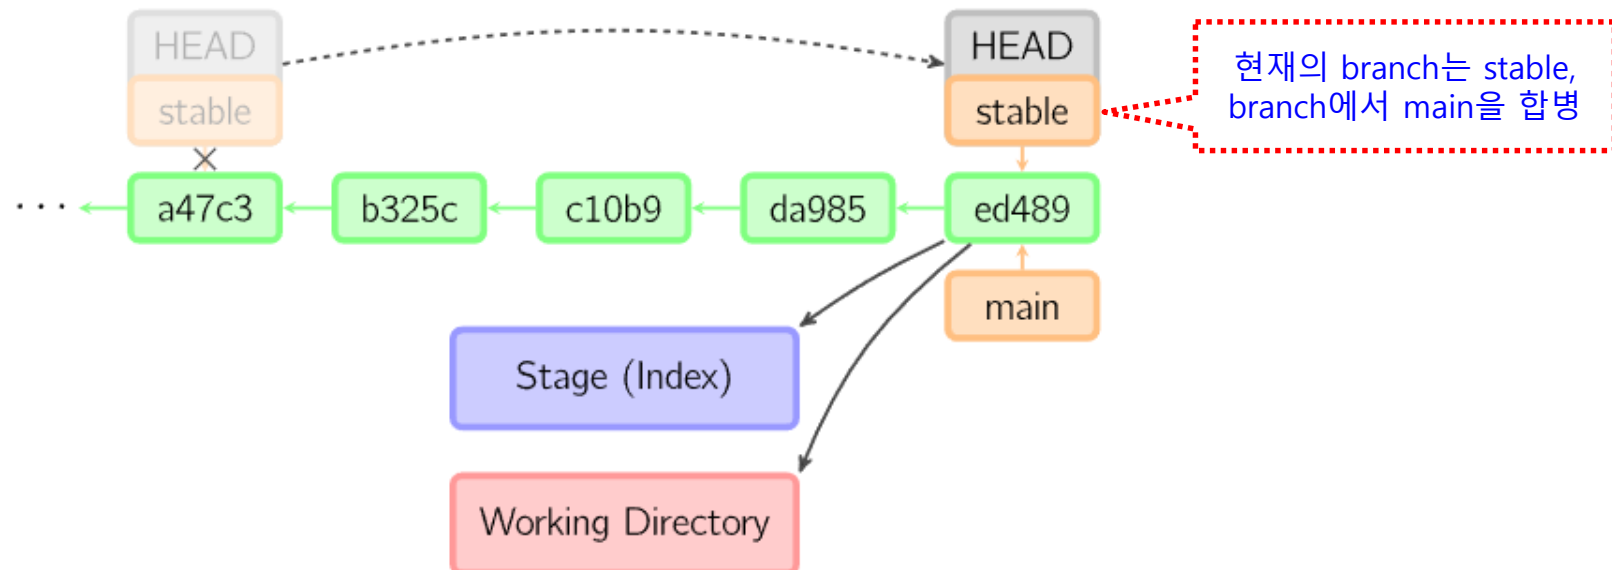 HEAD
stable
HEAD
stable
현재의 branch는 stable,
branch에서 main을 합병
···
a47c3
b325c
c10b9
da985
ed489
main
Stage (Index)
Working Directory